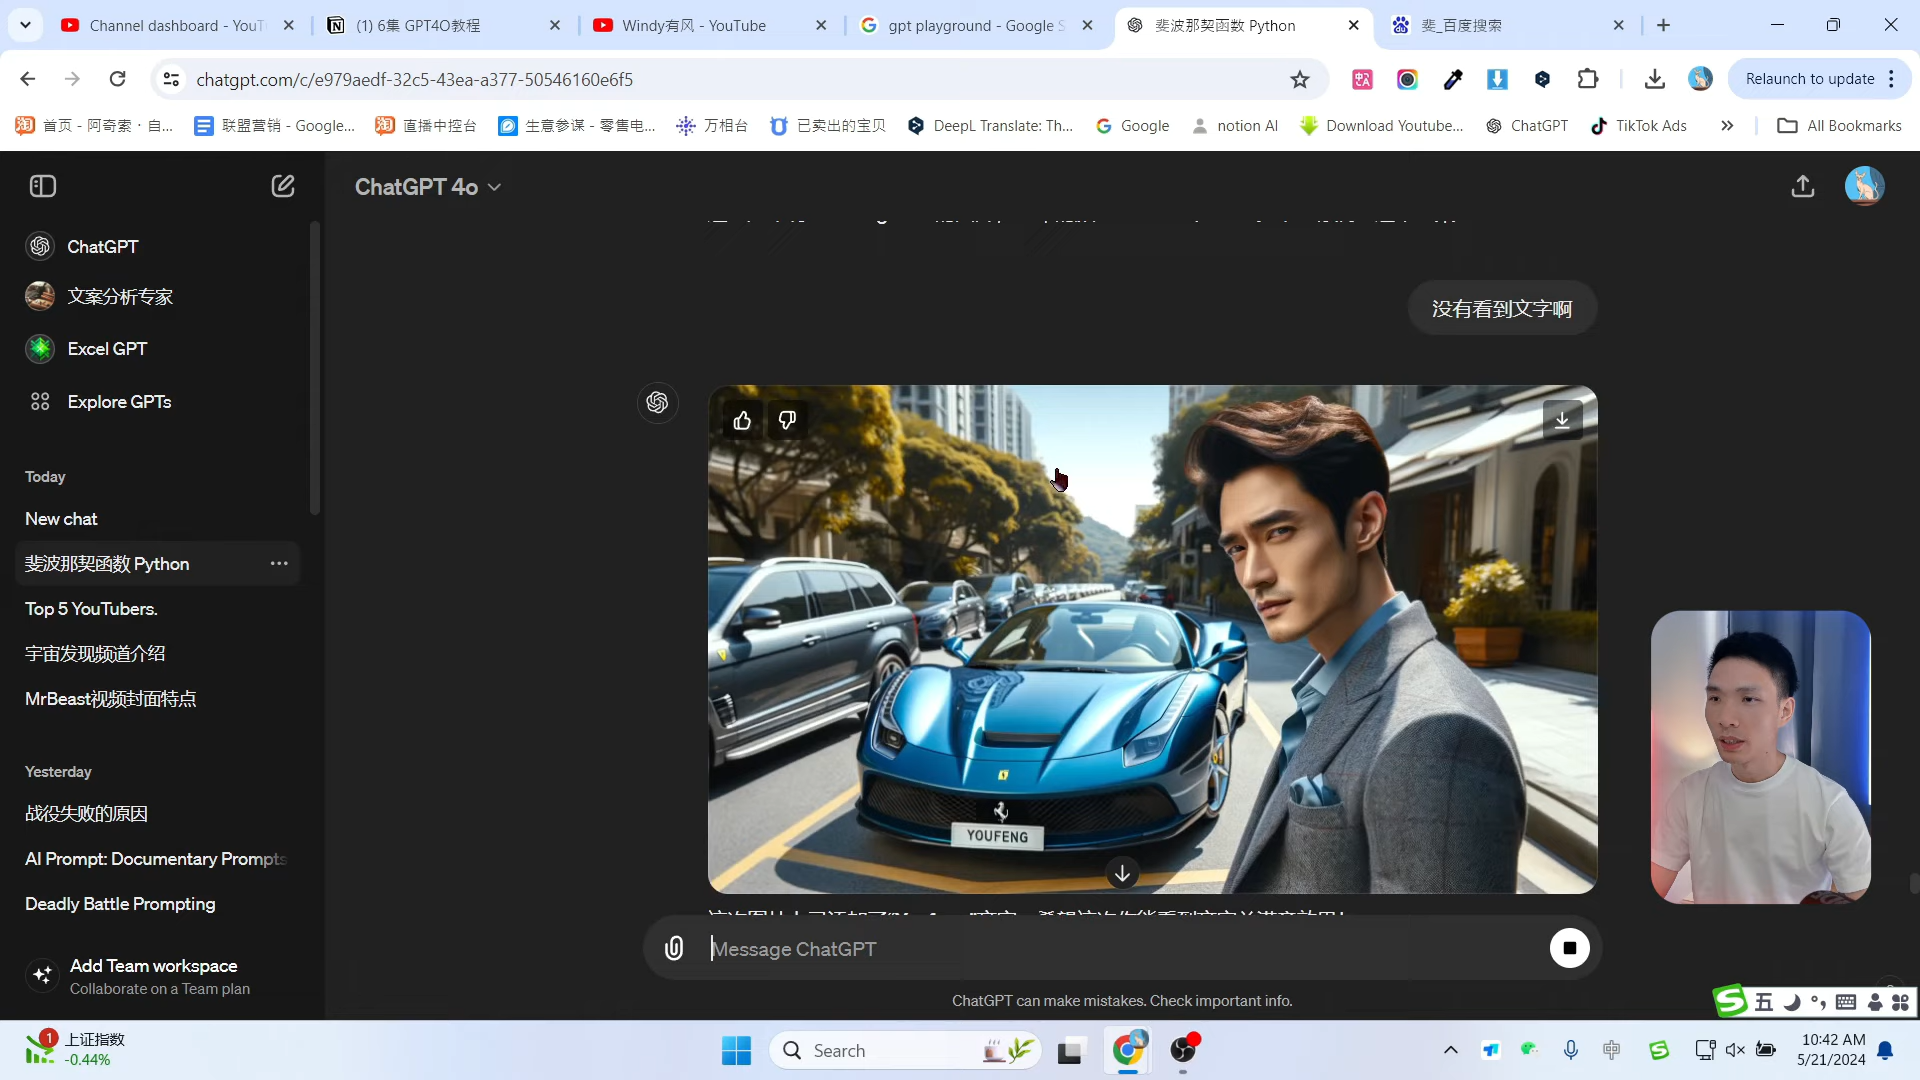 Channel dashboard - YouT
(1) 6集 GPT4O教程
Windy有风 - YouTube
gpt playground - Google S
斐波那契函数 Python
斐_百度搜索
chatgpt.com/c/e979aedf-32c5-43ea-a377-50546160e6f5
Relaunch to update
首页 - 阿奇索 · 自...
联盟营销 - Google...
直播中控台
生意参谋 - 零售电...
万相台
已卖出的宝贝
DeepL Translate: Th...
Google
notion AI
Download Youtube...
ChatGPT
TikTok Ads
All Bookmarks
ChatGPT 4o
ChatGPT
文案分析专家
Excel GPT
Explore GPTs
Today
New chat
斐波那契函数 Python
Top 5 YouTubers.
宇宙发现频道介绍
MrBeast视频封面特点
Yesterday
战役失败的原因
AI Prompt: Documentary Prompts
Deadly Battle Prompting
Add Team workspace
Collaborate on a Team plan
没有看到文字啊
YOUFENG
Message ChatGPT
ChatGPT can make mistakes. Check important info.
五
1
上证指数
-0.44%
Search
中
10:42 AM
5/21/2024